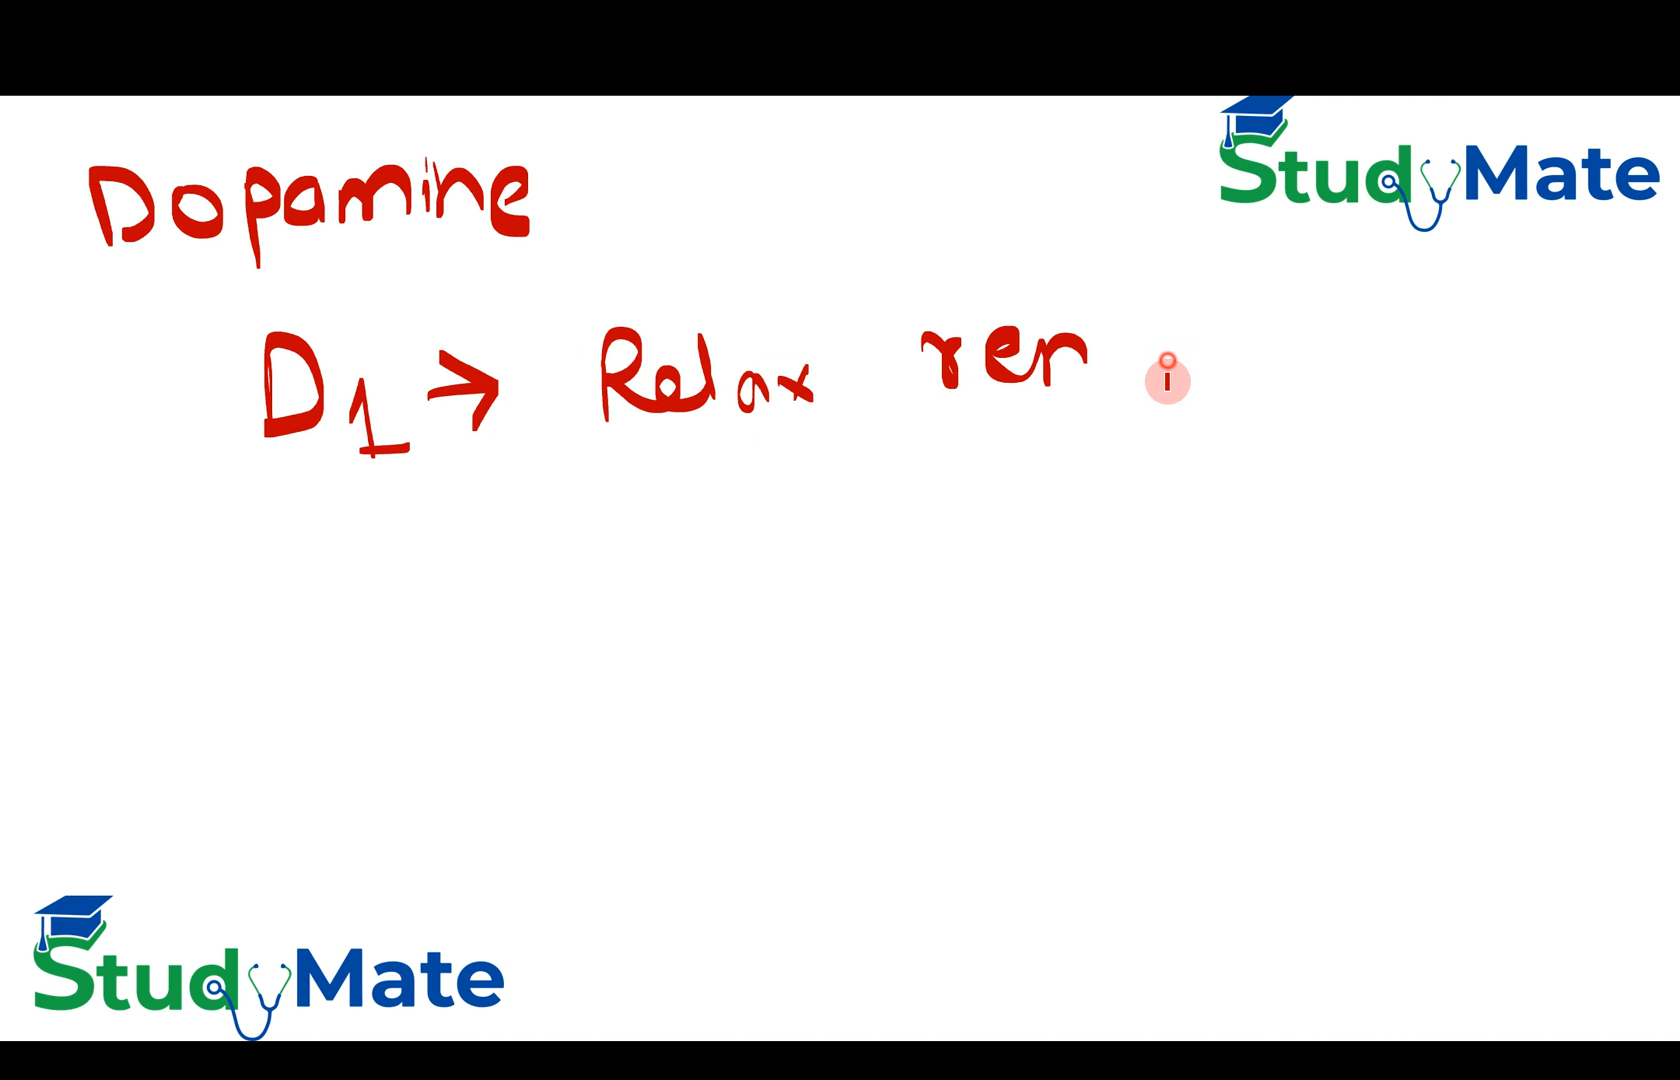 StudyMate
Dopamine
D1 → Relax ren
StudyMate